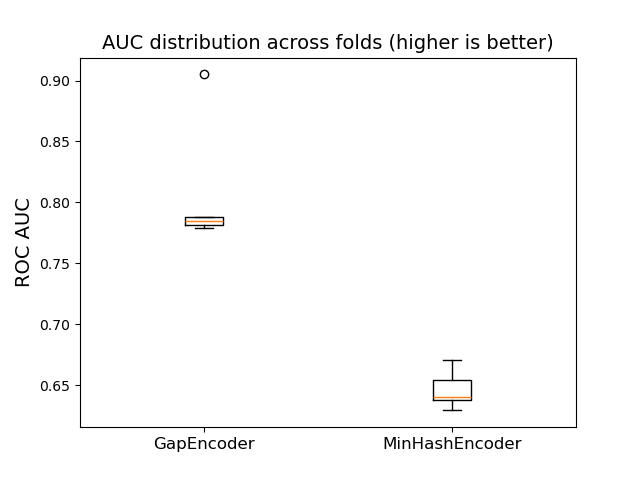 AUC distribution across folds (higher is better)
ROC AUC
0.90
0.85
0.80
0.75
0.70
0.65
GapEncoder
MinHashEncoder